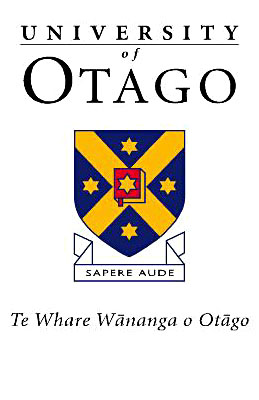 UNIVERSITY
of
OTAGO
SAPERE AUDE
Te Whare Wānanga o Otāgo